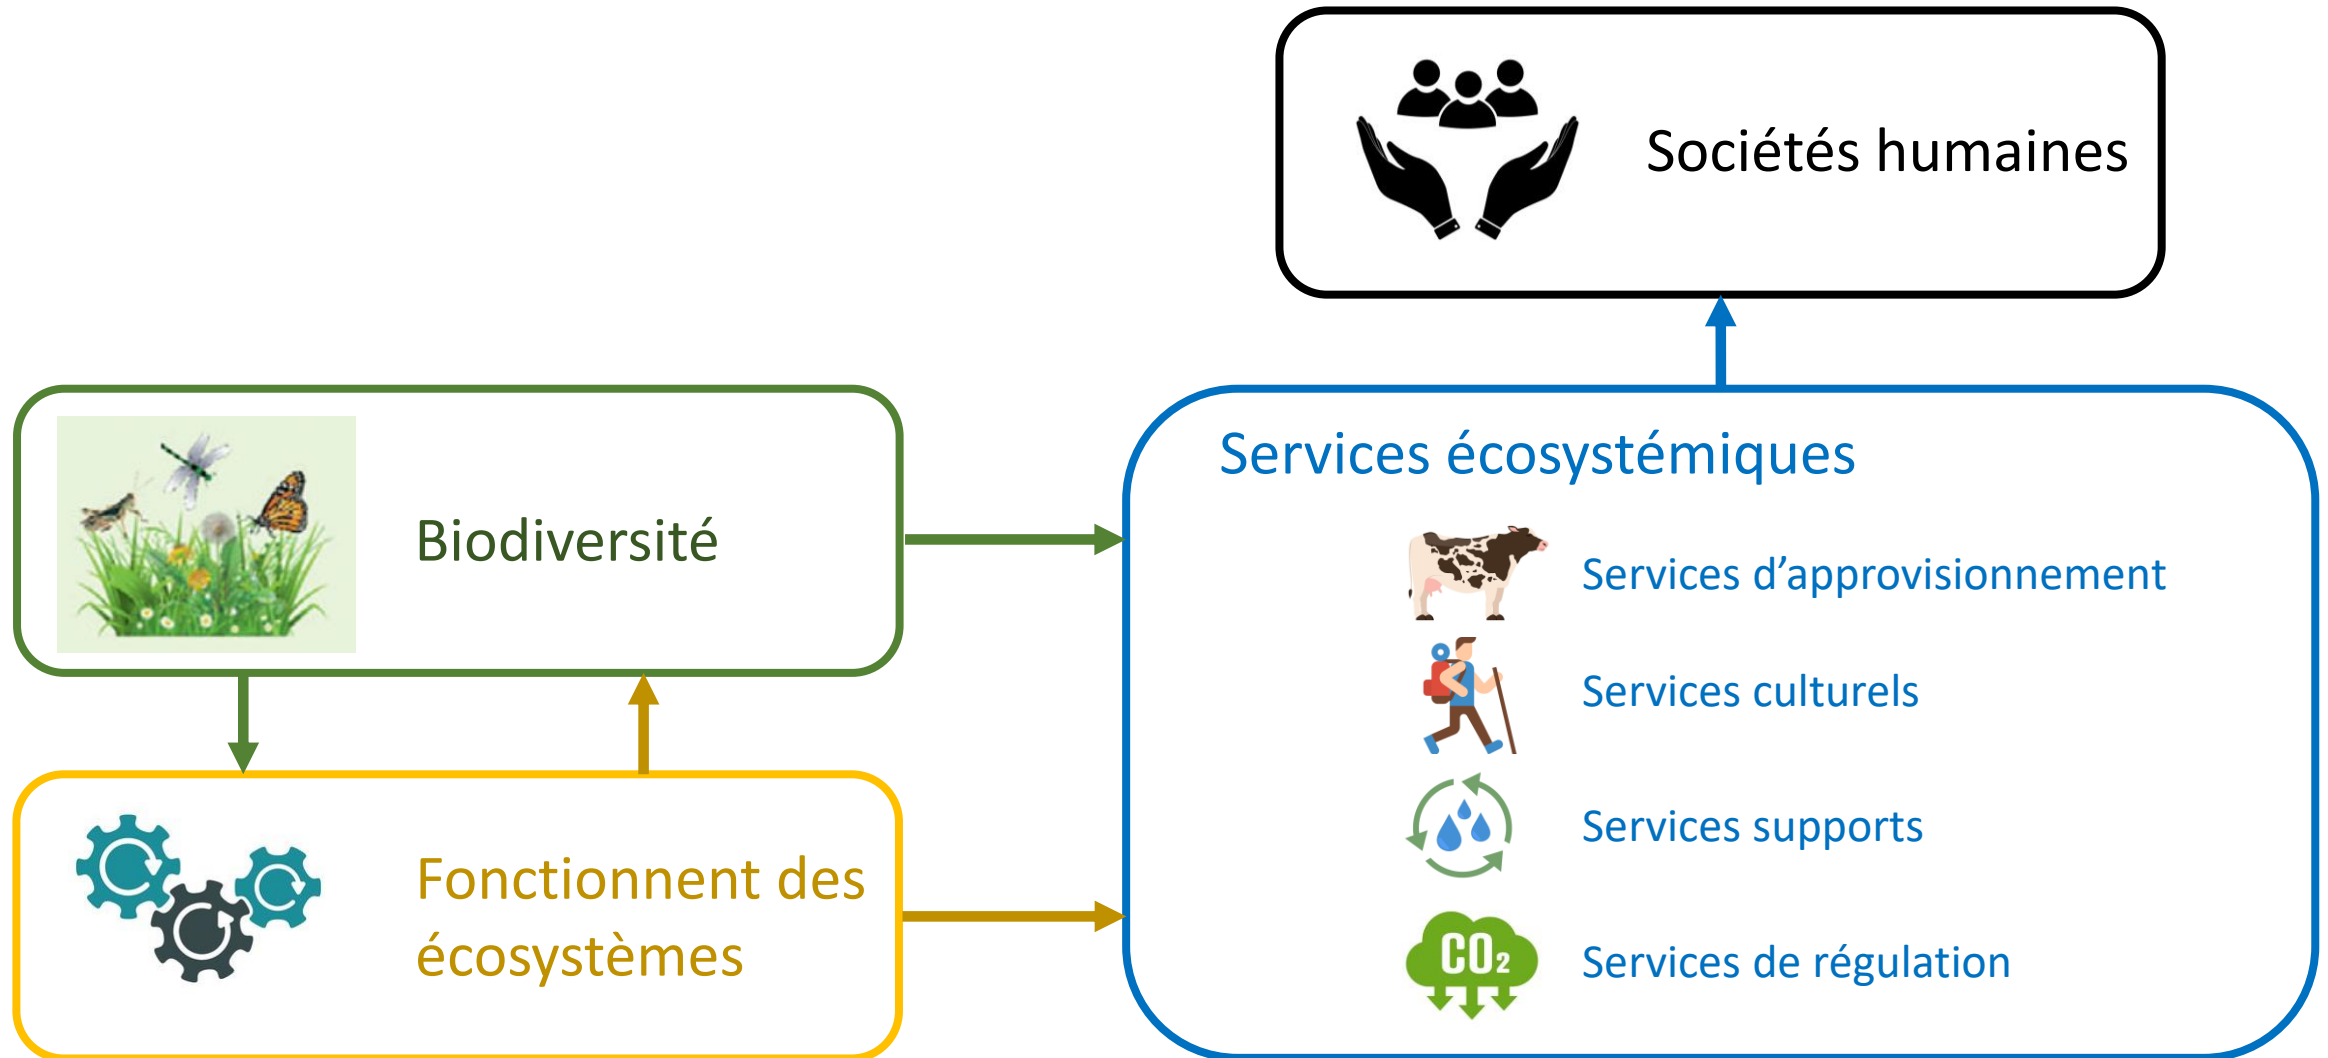 Sociétés humaines
Biodiversité
Fonctionnent des
écosystèmes
Services écosystémiques
Services d’approvisionnement
Services culturels
Services supports
CO₂
Services de régulation